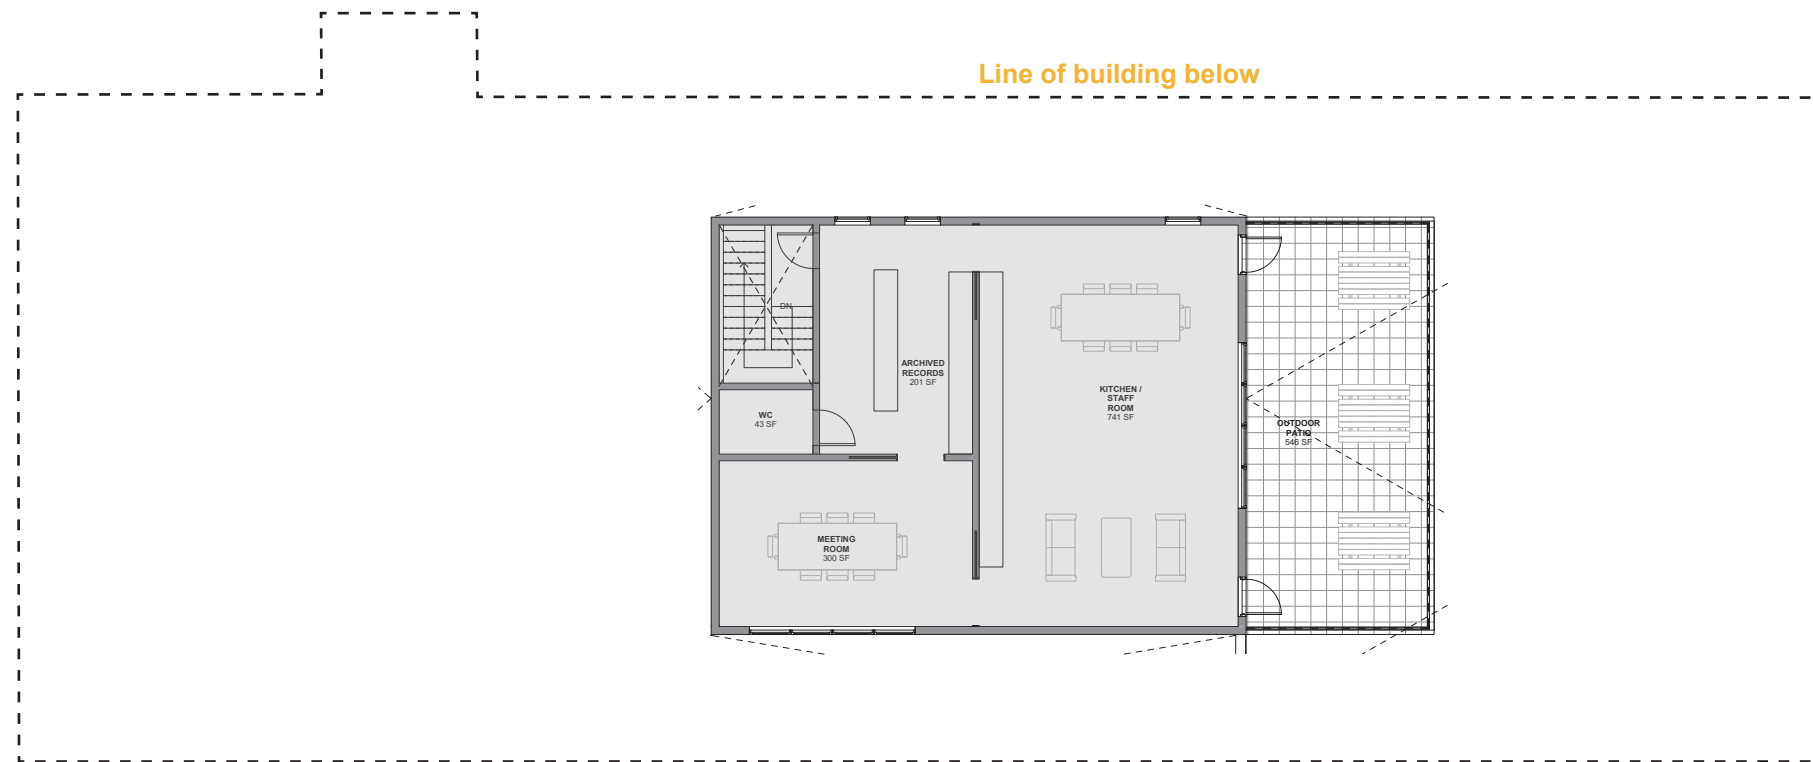 Line of building below
DN
ARCHIVED
RECORDS
201 SF
KITCHEN /
STAFF
ROOM
741 SF
WC
43 SF
OUTDOOR
PATIO
546 SF
MEETING
ROOM
300 SF